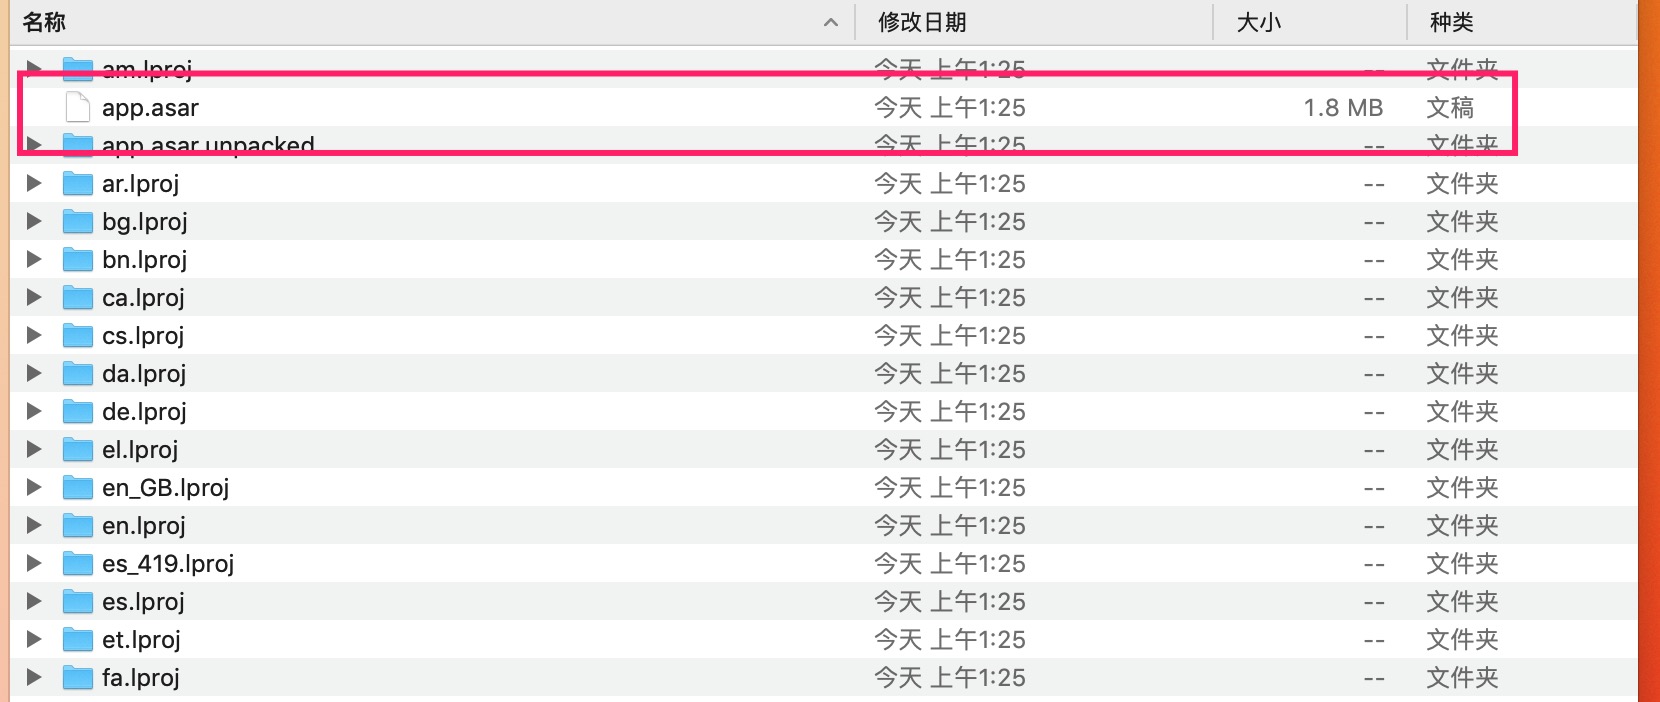 名称 修改日期 大小 种类
am.lproj 今天 上午1:25 -- 文件夹
app.asar 今天 上午1:25 1.8 MB 文稿
app.asar.unpacked 今天 上午1:25 -- 文件夹
ar.lproj 今天 上午1:25 -- 文件夹
bg.lproj 今天 上午1:25 -- 文件夹
bn.lproj 今天 上午1:25 -- 文件夹
ca.lproj 今天 上午1:25 -- 文件夹
cs.lproj 今天 上午1:25 -- 文件夹
da.lproj 今天 上午1:25 -- 文件夹
de.lproj 今天 上午1:25 -- 文件夹
el.lproj 今天 上午1:25 -- 文件夹
en_GB.lproj 今天 上午1:25 -- 文件夹
en.lproj 今天 上午1:25 -- 文件夹
es_419.lproj 今天 上午1:25 -- 文件夹
es.lproj 今天 上午1:25 -- 文件夹
et.lproj 今天 上午1:25 -- 文件夹
fa.lproj 今天 上午1:25 -- 文件夹